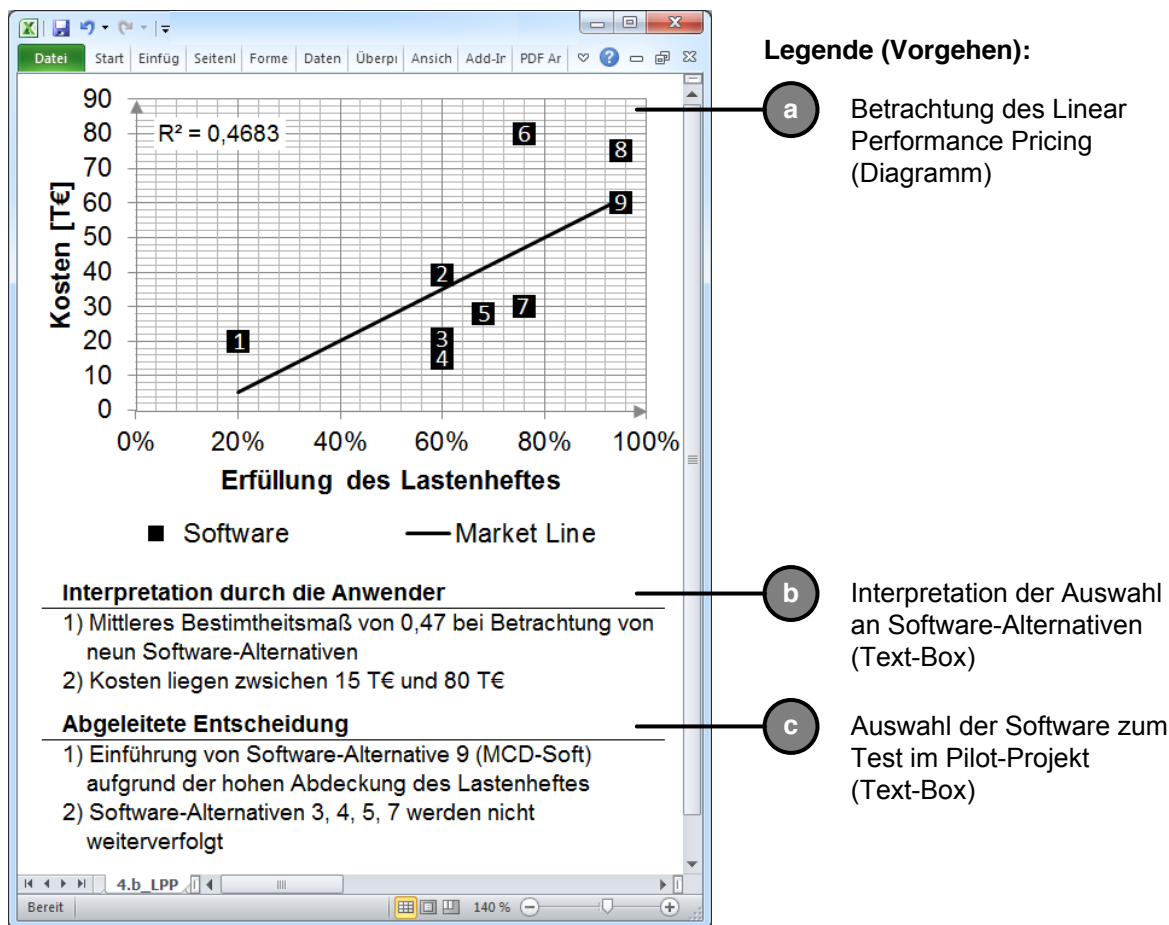 Datei Start Einfüg Seitenl Forme Daten Überpr Ansich Add-Ir PDF Ar
Legende (Vorgehen):
90
80
70
60
50
40
30
20
10
0
Kosten [T€]
R² = 0,4683
6
8
9
2
7
5
3
1
4
0% 20% 40% 60% 80% 100%
Erfüllung des Lastenheftes
Software Market Line
a
Betrachtung des Linear
Performance Pricing
(Diagramm)
Interpretation durch die Anwender
1) Mittleres Bestimtheitsmaß von 0,47 bei Betrachtung von
neun Software-Alternativen
2) Kosten liegen zwsichen 15 T€ und 80 T€
b
Interpretation der Auswahl
an Software-Alternativen
(Text-Box)
Abgeleitete Entscheidung
1) Einführung von Software-Alternative 9 (MCD-Soft)
aufgrund der hohen Abdeckung des Lastenheftes
2) Software-Alternativen 3, 4, 5, 7 werden nicht
weiterverfolgt
c
Auswahl der Software zum
Test im Pilot-Projekt
(Text-Box)
4.b_LPP
Bereit 140 %